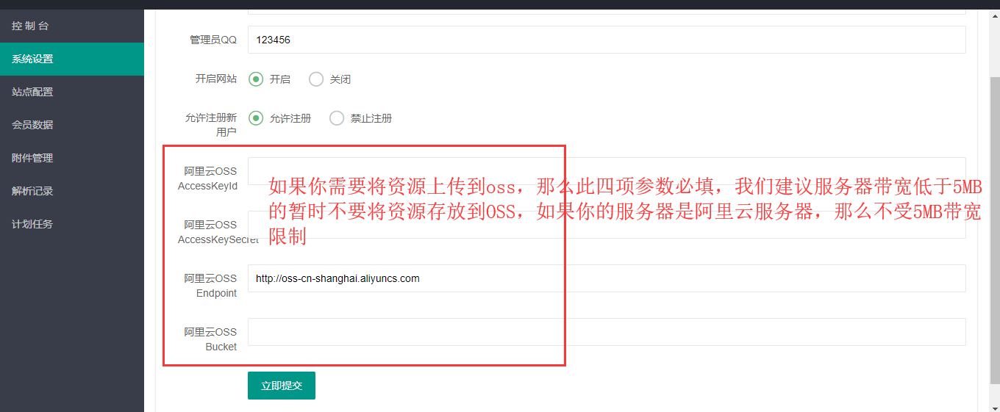 控 制 台
系统设置
站点配置
会员数据
附件管理
解析记录
计划任务
管理员QQ
123456
开启网站
开启
关闭
允许注册新
用户
允许注册
禁止注册
阿里云OSS
AccessKeyId
阿里云OSS
AccessKeySecret
如果你需要将资源上传到oss，那么此四项参数必填，我们建议服务器带宽低于5MB
的暂时不要将资源存放到OSS，如果你的服务器是阿里云服务器，那么不受5MB带宽
限制
阿里云OSS
Endpoint
http://oss-cn-shanghai.aliyuncs.com
阿里云OSS
Bucket
立即提交